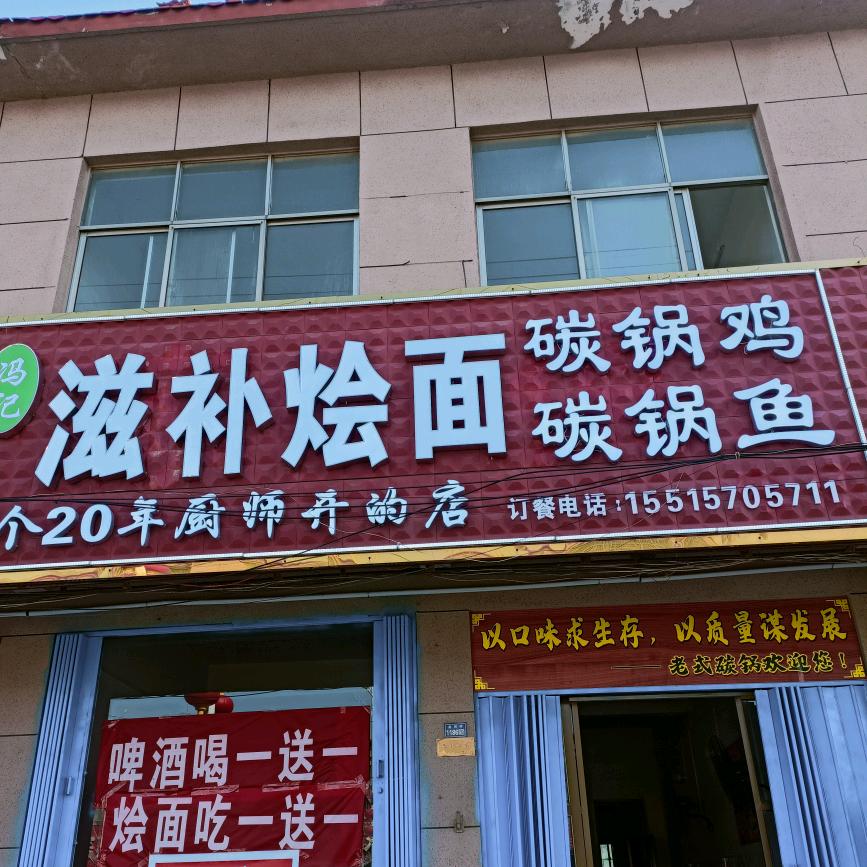 冯记
滋补烩面
碳锅鸡
碳锅鱼
个20年厨师开的店
订餐电话:15515705711
以口味求生存，以质量谋发展
——老式碳锅欢迎您！
啤酒喝一送一
烩面吃一送一